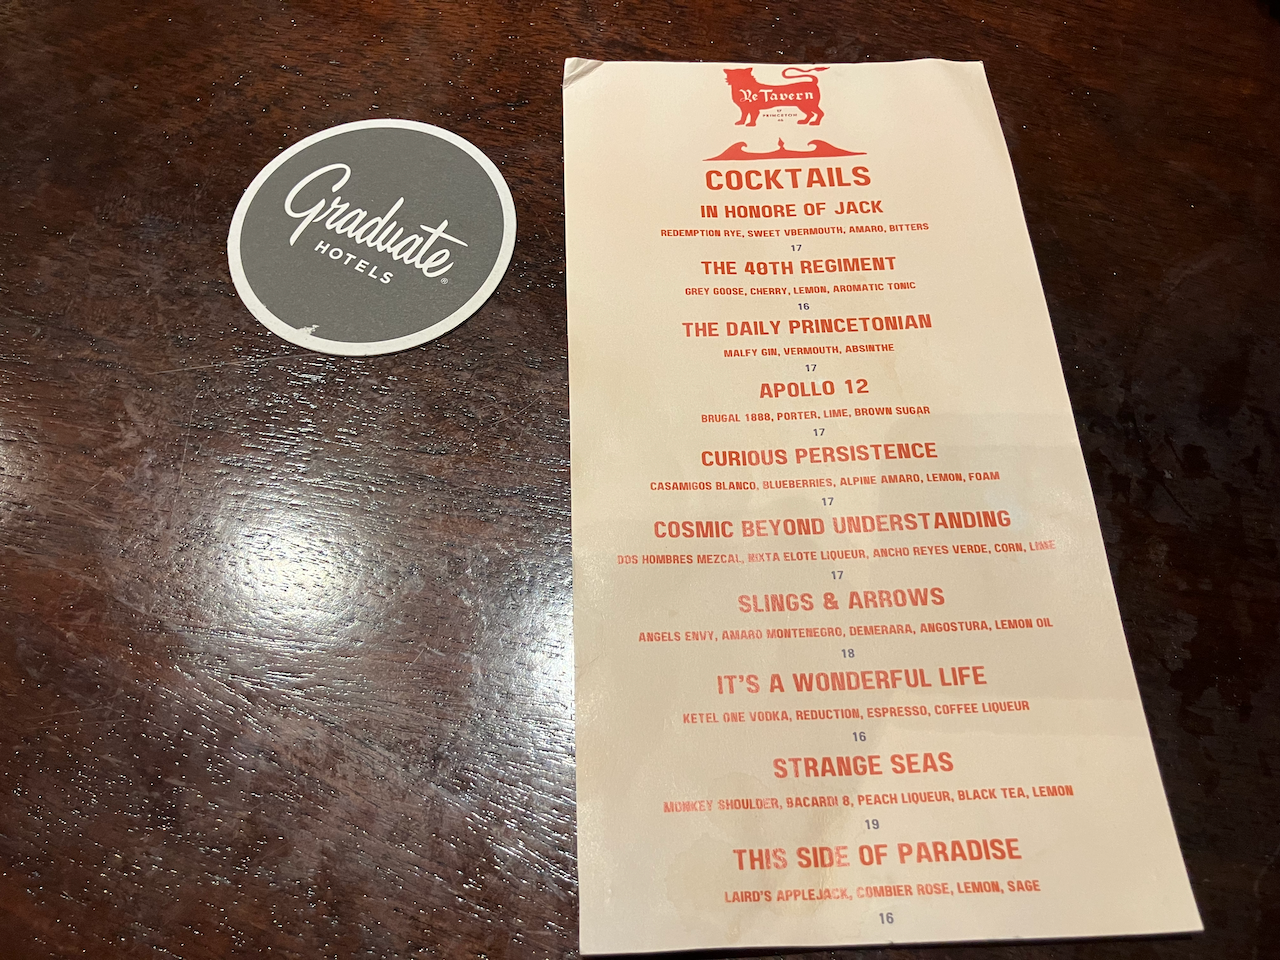 Graduate
HOTELS
®
Ye Tavern
OF
PRINCETON
COCKTAILS
IN HONORE OF JACK
REDEMPTION RYE, SWEET VBERMOUTH, AMARO, BITTERS
17
THE 40TH REGIMENT
GREY GOOSE, CHERRY, LEMON, AROMATIC TONIC
16
THE DAILY PRINCETONIAN
MALFY GIN, VERMOUTH, ABSINTHE
17
APOLLO 12
BRUGAL 1888, PORTER, LIME, BROWN SUGAR
17
CURIOUS PERSISTENCE
CASAMIGOS BLANCO, BLUEBERRIES, ALPINE AMARO, LEMON, FOAM
17
COSMIC BEYOND UNDERSTANDING
DOS HOMBRES MEZCAL, NIXTA ELOTE LIQUEUR, ANCHO REYES VERDE, CORN, LIME
17
SLINGS & ARROWS
ANGELS ENVY, AMARO MONTENEGRO, DEMERARA, ANGOSTURA, LEMON OIL
18
IT'S A WONDERFUL LIFE
KETEL ONE VODKA, REDUCTION, ESPRESSO, COFFEE LIQUEUR
16
STRANGE SEAS
MONKEY SHOULDER, BACARDI 8, PEACH LIQUEUR, BLACK TEA, LEMON
19
THIS SIDE OF PARADISE
LAIRD'S APPLEJACK, COMBIER ROSE, LEMON, SAGE
16